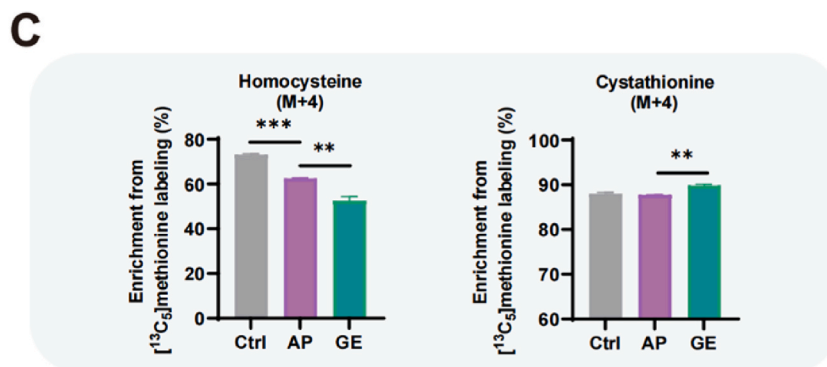 C
Homocysteine
(M+4)
Enrichment from
[¹³C₅]methionine labeling (%)
80
60
40
20
0
***
**
Ctrl AP GE
Cystathionine
(M+4)
Enrichment from
[¹³C₅]methionine labeling (%)
100
90
80
70
60
**
Ctrl AP GE